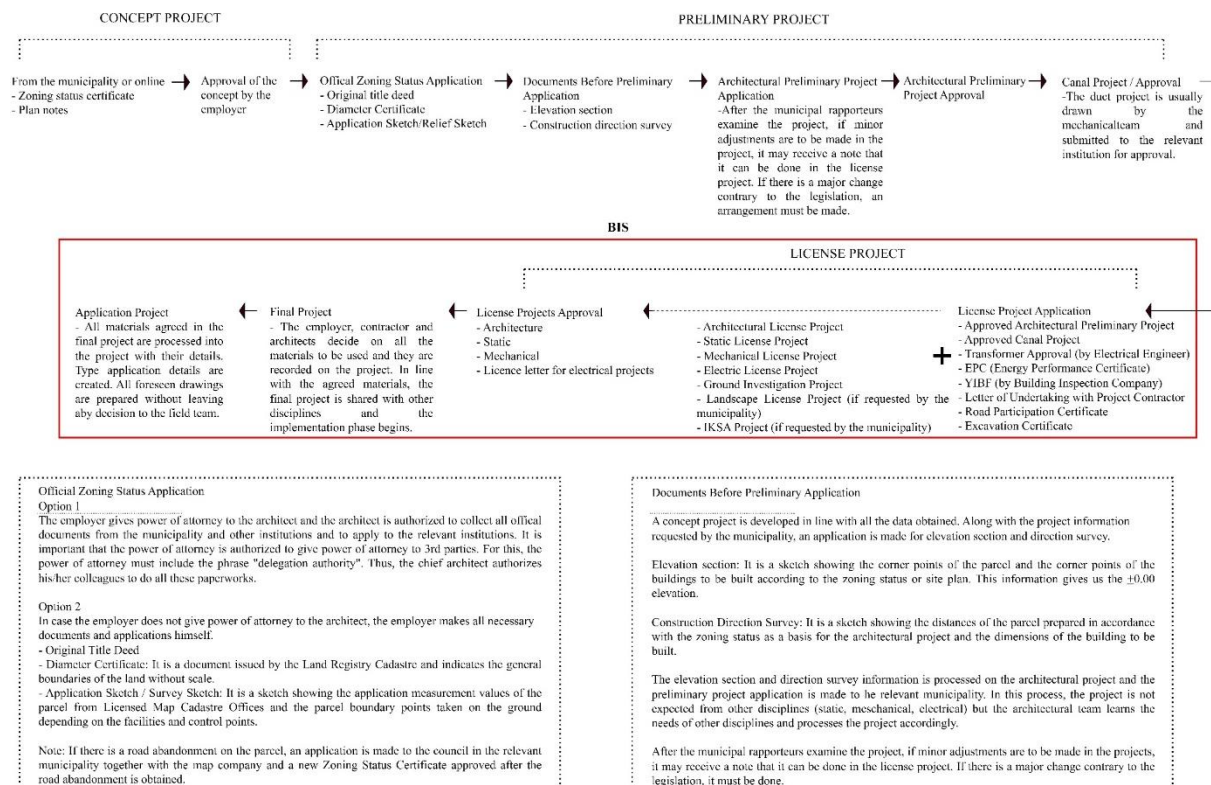 CONCEPT PROJECT
PRELIMINARY PROJECT
From the municipality or online
- Zoning status certificate
- Plan notes
Approval of the
concept by the
employer
Offical Zoning Status Application
- Original title deed
- Diameter Certificate
- Application Sketch/Relief Sketch
Documents Before Preliminary
Application
- Elevation section
- Construction direction survey
Architectural Preliminary Project
Application
-After the municipal rapporteurs
examine the project, if minor
adjustments are to be made in the
project, it may receive a note that
it can be done in the license
project. If there is a major change
contrary to the legislation, an
arrangement must be made.
Architectural Preliminary
Project Approval
Canal Project / Approval
-The duct project is usually
drawn by the
mechanicalteam and
submitted to the relevant
institution for approval.
BIS
LICENSE PROJECT
Application Project
- All materials agreed in the
final project are processed into
the project with their details.
Type application details are
created. All foreseen drawings
are prepared without leaving
aby decision to the field team.
Final Project
- The employer, contractor and
architects decide on all the
materials to be used and they are
recorded on the project. In line
with the agreed materials, the
final project is shared with other
disciplines and the
implementation phase begins.
License Projects Approval
- Architecture
- Static
- Mechanical
- Licence letter for electrical projects
- Architectural License Project
- Static License Project
- Mechanical License Project
- Electric License Project
- Ground Investigation Project
- Landscape License Project (if requested by the
municipality)
- IKSA Project (if requested by the municipality)
+
License Project Application
- Approved Architectural Preliminary Project
- Approved Canal Project
- Transformer Approval (by Electrical Engineer)
- EPC (Energy Performance Certificate)
- YIBF (by Building Inspection Company)
- Letter of Undertaking with Project Contractor
- Road Participation Certificate
- Excavation Certificate
Official Zoning Status Application
Option 1
The employer gives power of attorney to the architect and the architect is authorized to collect all offical
documents from the municipality and other institutions and to apply to the relevant institutions. It is
important that the power of attorney is authorized to give power of attorney to 3rd parties. For this, the
power of attorney must include the phrase "delegation authority". Thus, the chief architect authorizes
his/her colleagues to do all these paperworks.
Option 2
In case the employer does not give power of attorney to the architect, the employer makes all necessary
documents and applications himself.
- Original Title Deed
- Diameter Certificate: It is a document issued by the Land Registry Cadastre and indicates the general
boundaries of the land without scale.
- Application Sketch / Survey Sketch: It is a sketch showing the application measurement values of the
parcel from Licensed Map Cadastre Offices and the parcel boundary points taken on the ground
depending on the facilities and control points.
Note: If there is a road abandonment on the parcel, an application is made to the council in the relevant
municipality together with the map company and a new Zoning Status Certificate approved after the
road abandonment is obtained.
Documents Before Preliminary Application
A concept project is developed in line with all the data obtained. Along with the project information
requested by the municipality, an application is made for elevation section and direction survey.
Elevation section: It is a sketch showing the corner points of the parcel and the corner points of the
buildings to be built according to the zoning status or site plan. This information gives us the ±0.00
elevation.
Construction Direction Survey: It is a sketch showing the distances of the parcel prepared in accordance
with the zoning status as a basis for the architectural project and the dimensions of the building to be
built.
The elevation section and direction survey information is processed on the architectural project and the
preliminary project application is made to he relevant municipality. In this process, the project is not
expected from other disciplines (static, meschanical, electrical) but the architectural team learns the
needs of other disciplines and processes the project accordingly.
After the municipal rapporteurs examine the project, if minor adjustments are to be made in the projects,
it may receive a note that it can be done in the license project. If there is a major change contrary to the
legislation, it must be done.